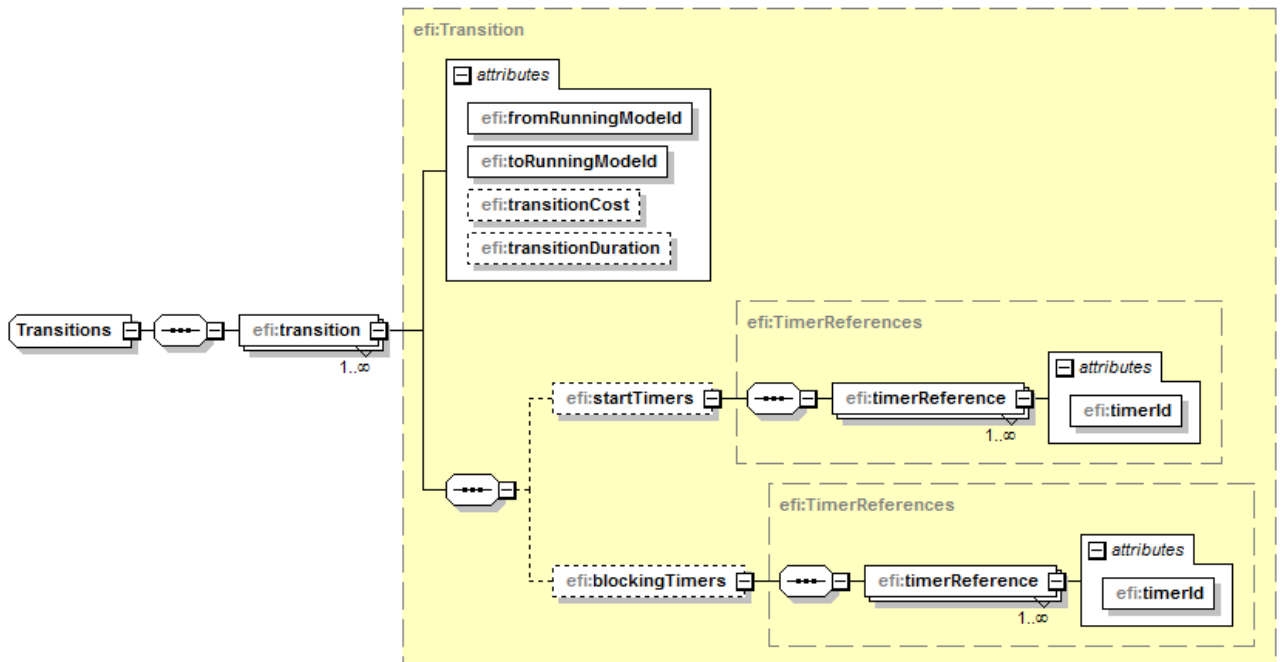 efi:Transition
attributes
efi:fromRunningModeId
efi:toRunningModeId
efi:transitionCost
efi:transitionDuration
Transitions
efi:transition
1..∞
efi:startTimers
efi:TimerReferences
efi:timerReference
1..∞
attributes
efi:timerId
efi:blockingTimers
efi:TimerReferences
efi:timerReference
1..∞
attributes
efi:timerId